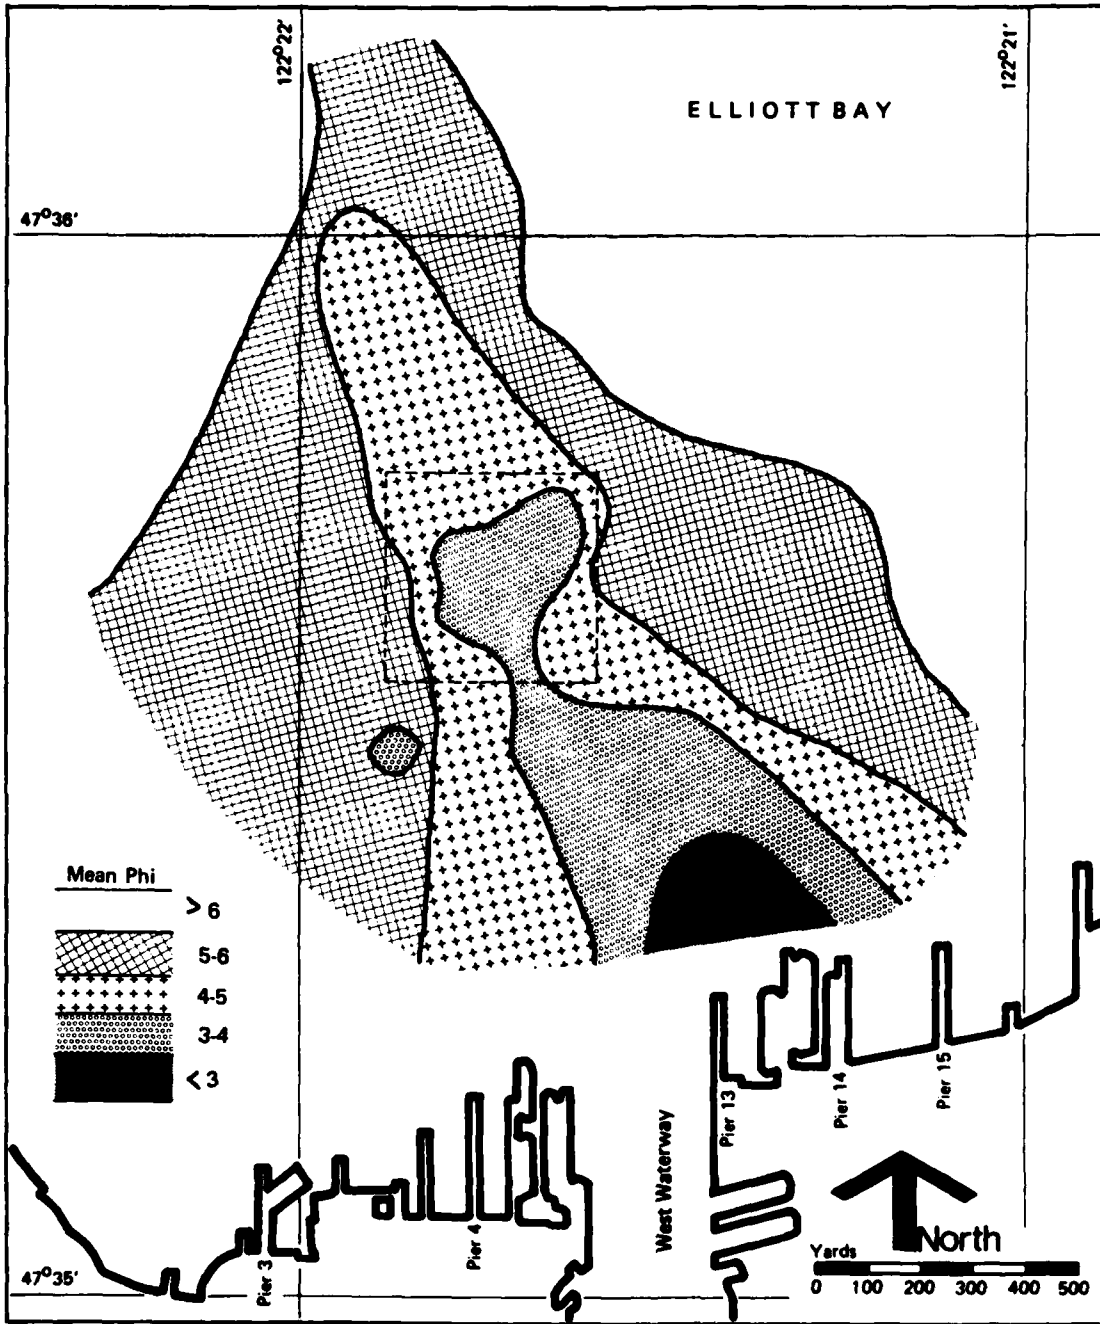 122°22'
122°21'
ELLIOTT BAY
47°36'
Mean Phi
> 6
5-6
4-5
3-4
< 3
Pier 13
Pier 14
Pier 15
West Waterway
Pier 4
Pier 3
North
Yards
0 100 200 300 400 500
47°35'